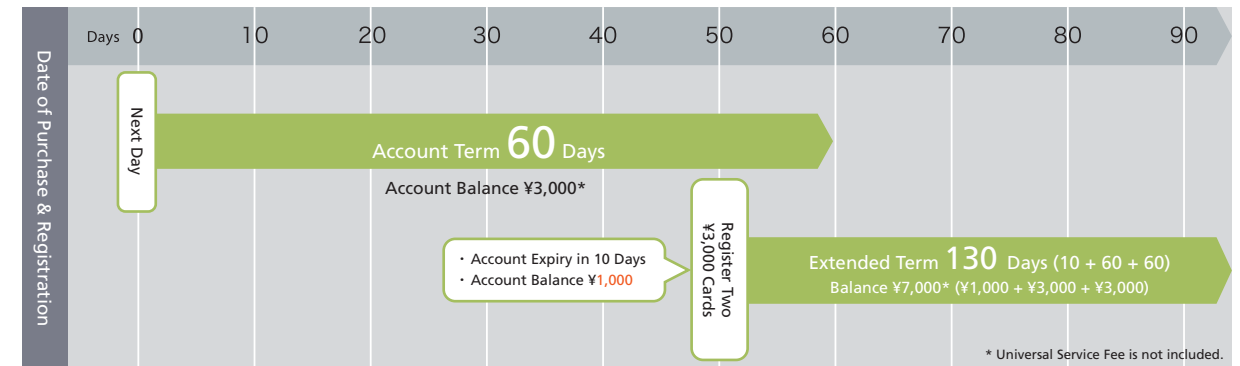 Date of Purchase & Registration
Days 0 10 20 30 40 50 60 70 80 90
Next Day
Account Term 60 Days
Account Balance ¥3,000*
・ Account Expiry in 10 Days
・ Account Balance ¥1,000
Register Two
¥3,000 Cards
Extended Term 130 Days (10 + 60 + 60)
Balance ¥7,000* (¥1,000 + ¥3,000 + ¥3,000)
* Universal Service Fee is not included.